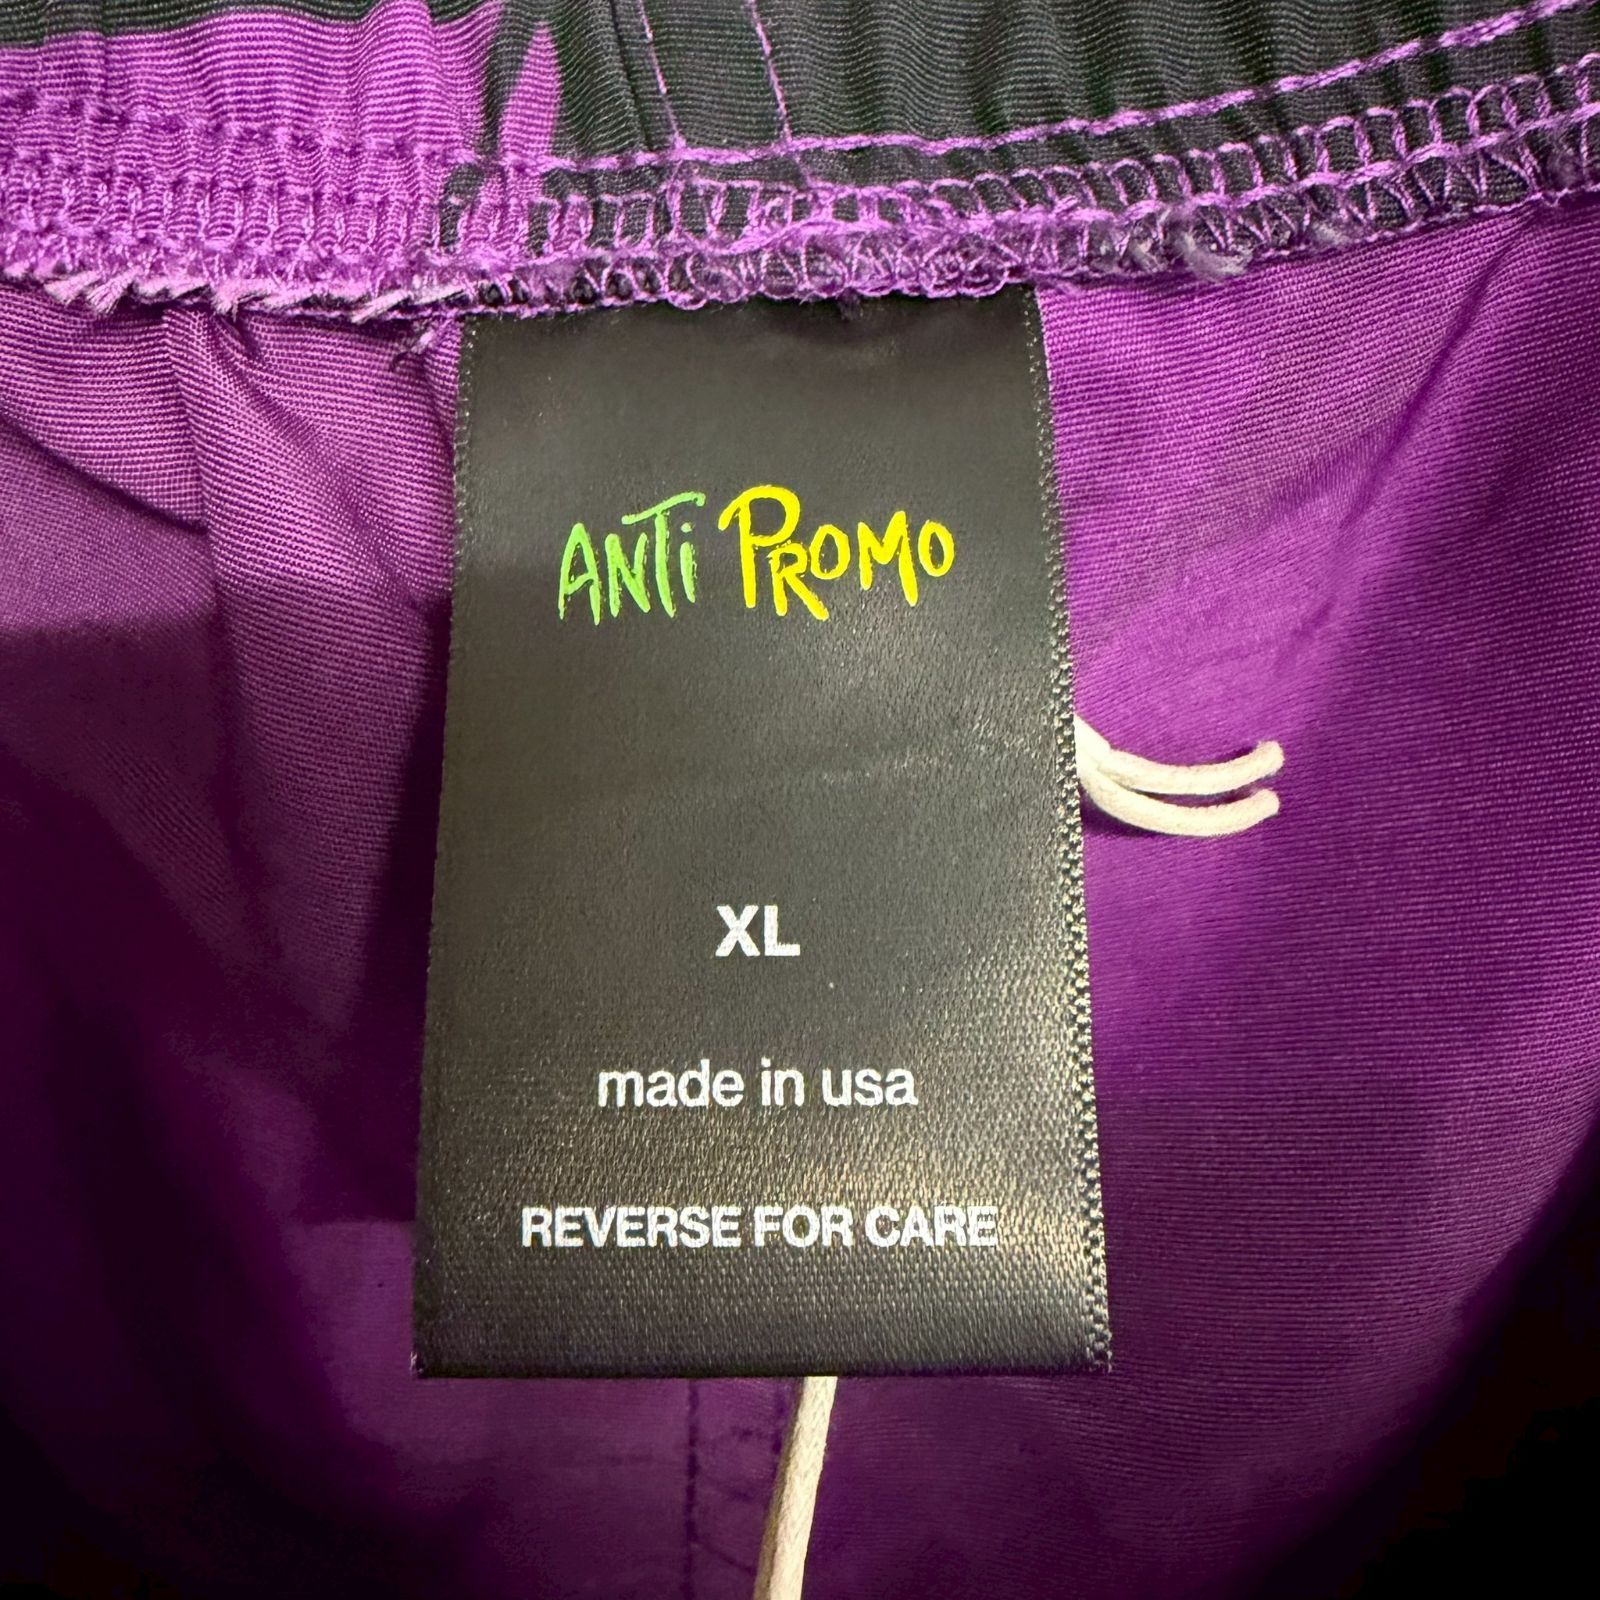 ANTi PROMO
XL
made in usa
REVERSE FOR CARE